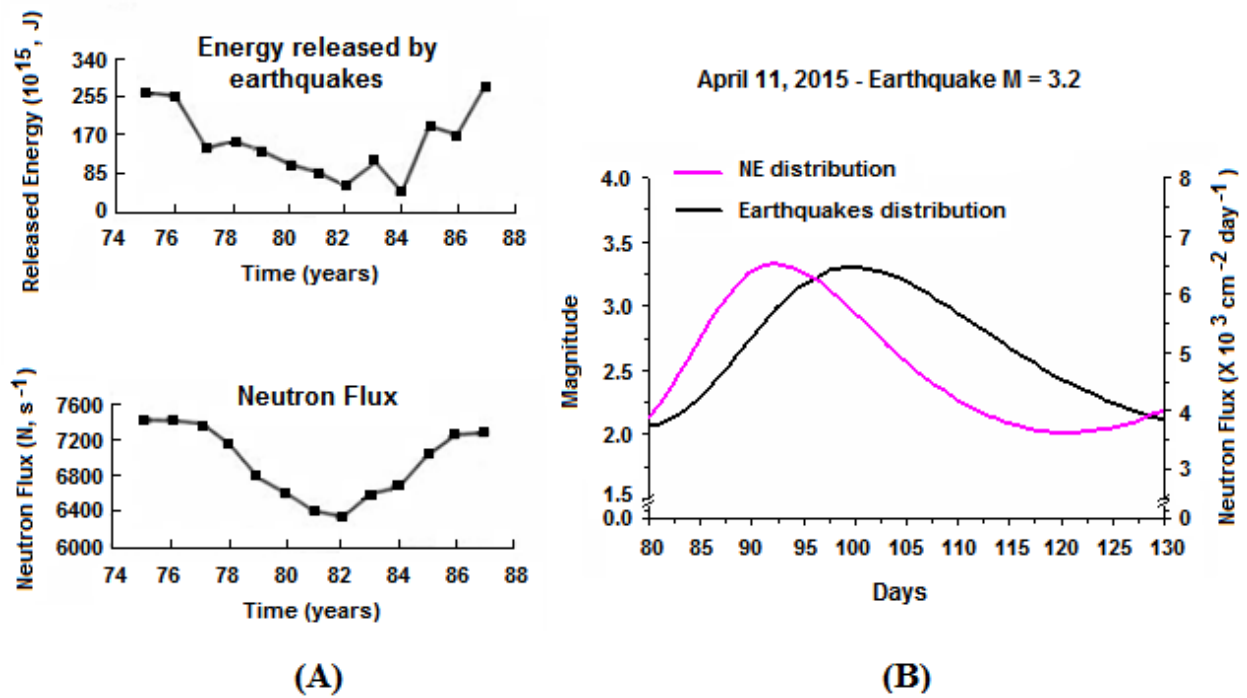 Energy released by
earthquakes
Released Energy (10¹⁵, J)
340
255
170
85
0
74 76 78 80 82 84 86 88
Time (years)
Neutron Flux
Neutron Flux (N, s⁻¹)
7600
7200
6800
6400
6000
74 76 78 80 82 84 86 88
Time (years)
(A)
April 11, 2015 - Earthquake M = 3.2
NE distribution
Earthquakes distribution
Magnitude
4.0
3.5
3.0
2.5
2.0
1.5
0.0
Neutron Flux (X 10³ cm⁻² day⁻¹)
8
7
6
5
4
3
0
80 85 90 95 100 105 110 115 120 125 130
Days
(B)